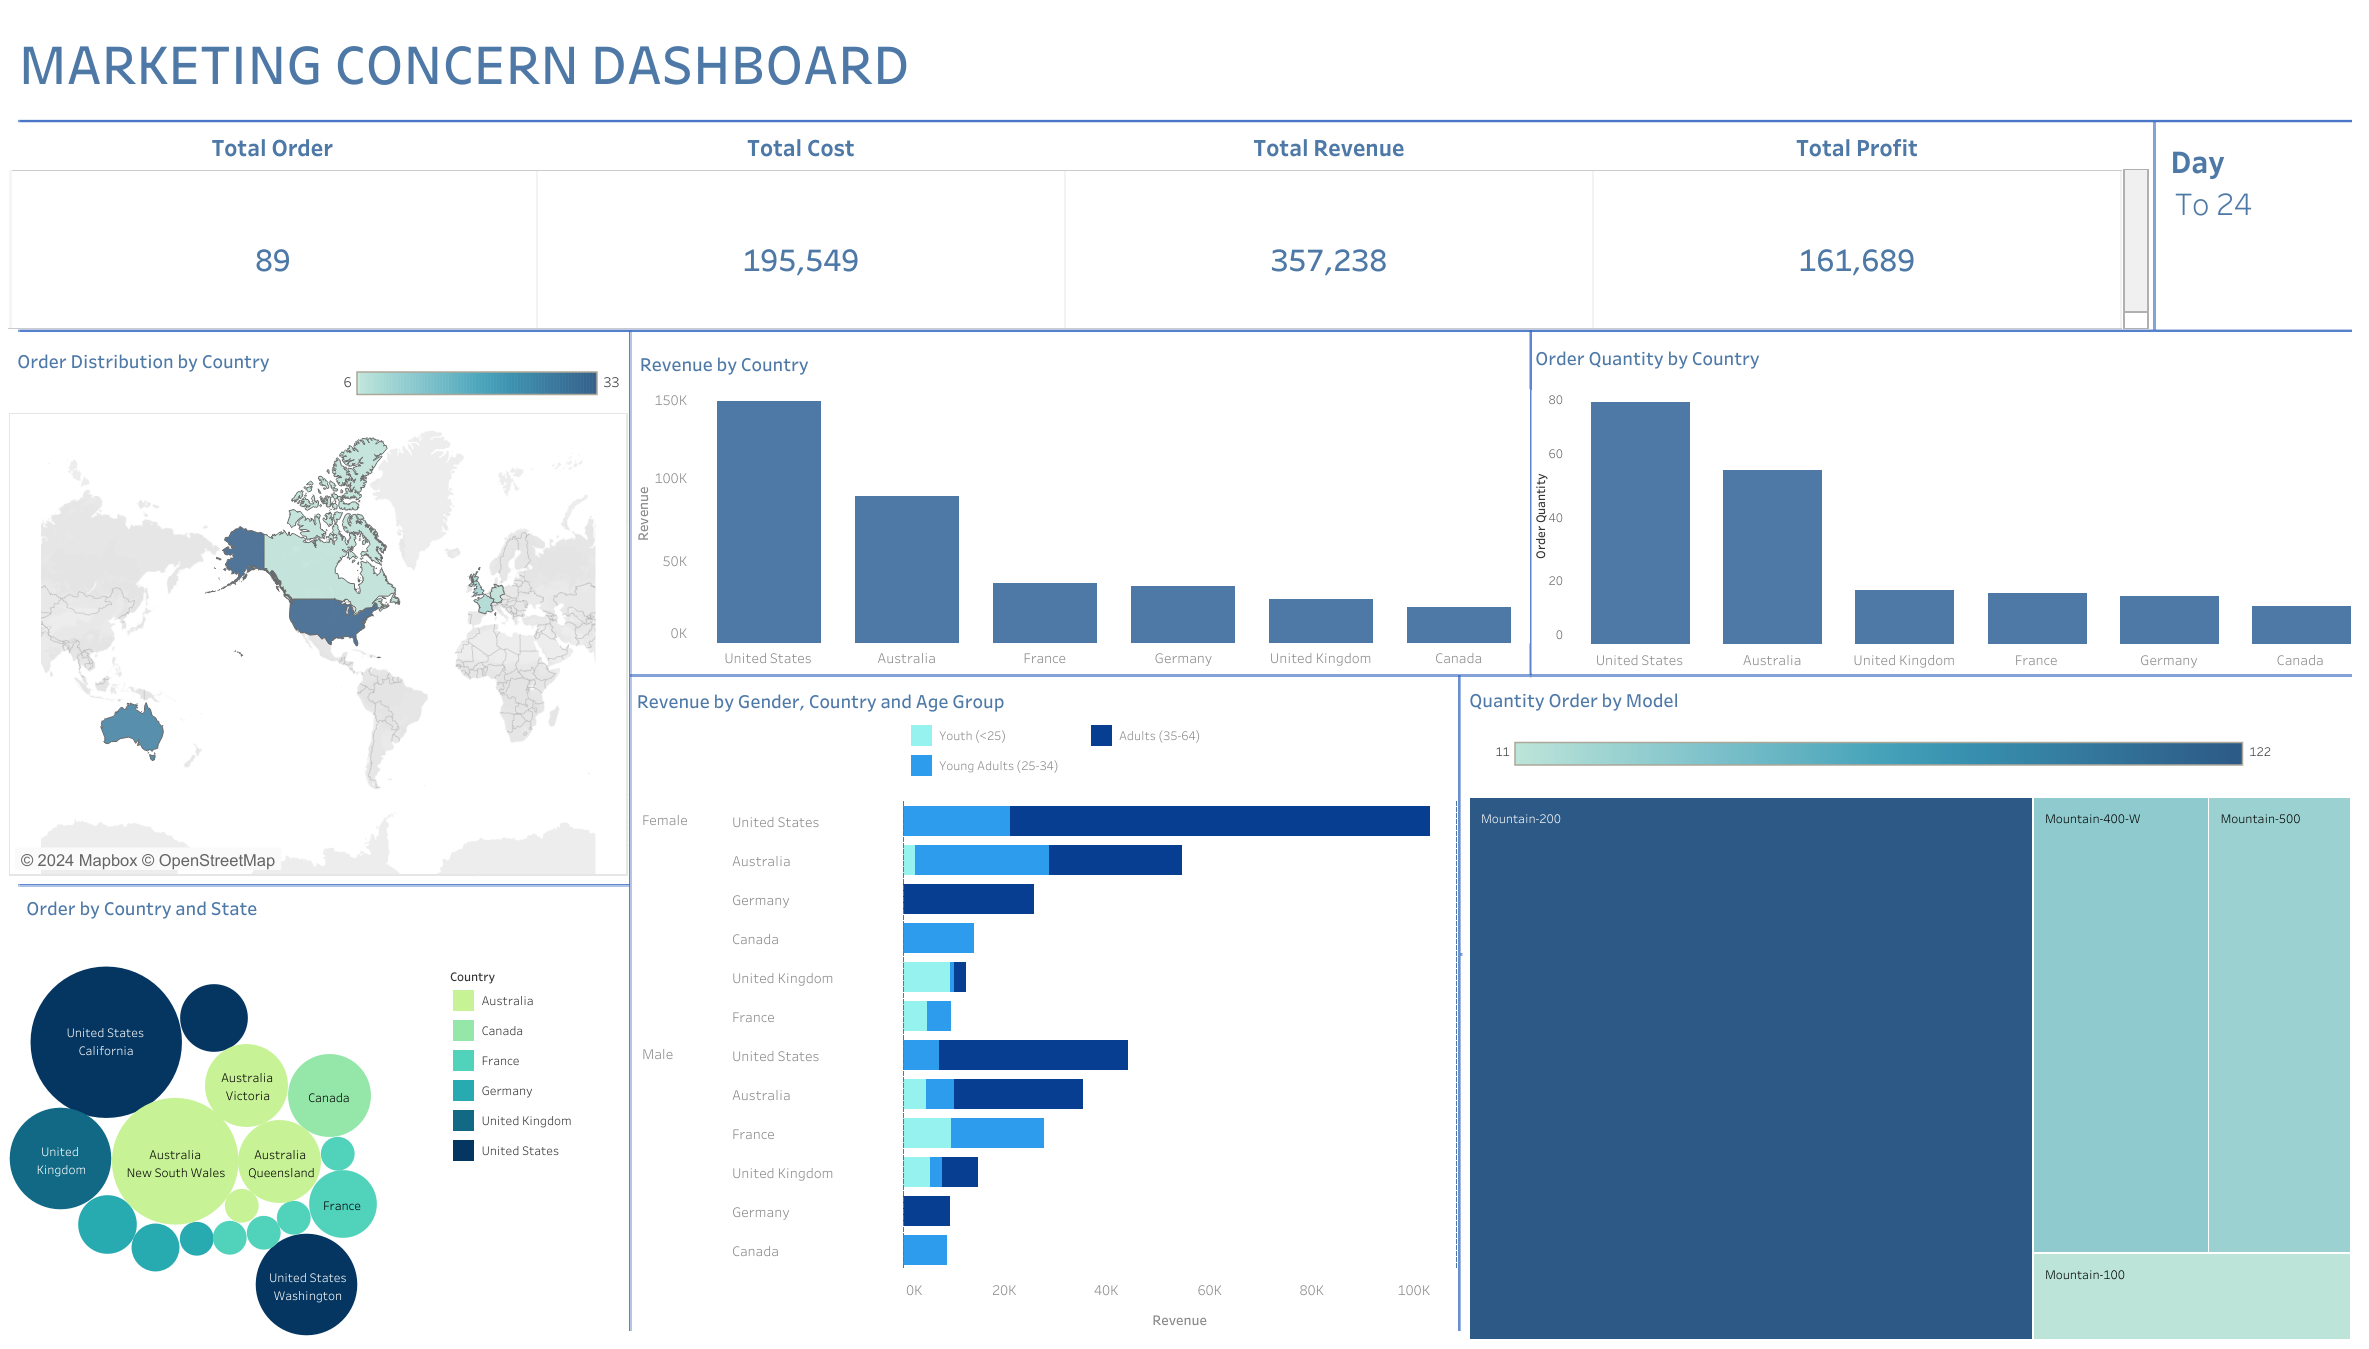 MARKETING CONCERN DASHBOARD
Total Order
Total Cost
Total Revenue
Total Profit
89
195,549
357,238
161,689
Day
To 24
Order Distribution by Country
6
33
© 2024 Mapbox © OpenStreetMap
Revenue by Country
Revenue
150K
100K
50K
0K
United States
Australia
France
Germany
United Kingdom
Canada
Order Quantity by Country
Order Quantity
80
60
40
20
0
United States
Australia
United Kingdom
France
Germany
Canada
Order by Country and State
United States
California
Australia
Victoria
Canada
United
Kingdom
Australia
New South Wales
Australia
Queensland
France
United States
Washington
Country
Australia
Canada
France
Germany
United Kingdom
United States
Revenue by Gender, Country and Age Group
Youth (<25)
Adults (35-64)
Young Adults (25-34)
Female
United States
Australia
Germany
Canada
United Kingdom
France
Male
United States
Australia
France
United Kingdom
Germany
Canada
0K
20K
40K
60K
80K
100K
Revenue
Quantity Order by Model
11
122
Mountain-200
Mountain-400-W
Mountain-500
Mountain-100